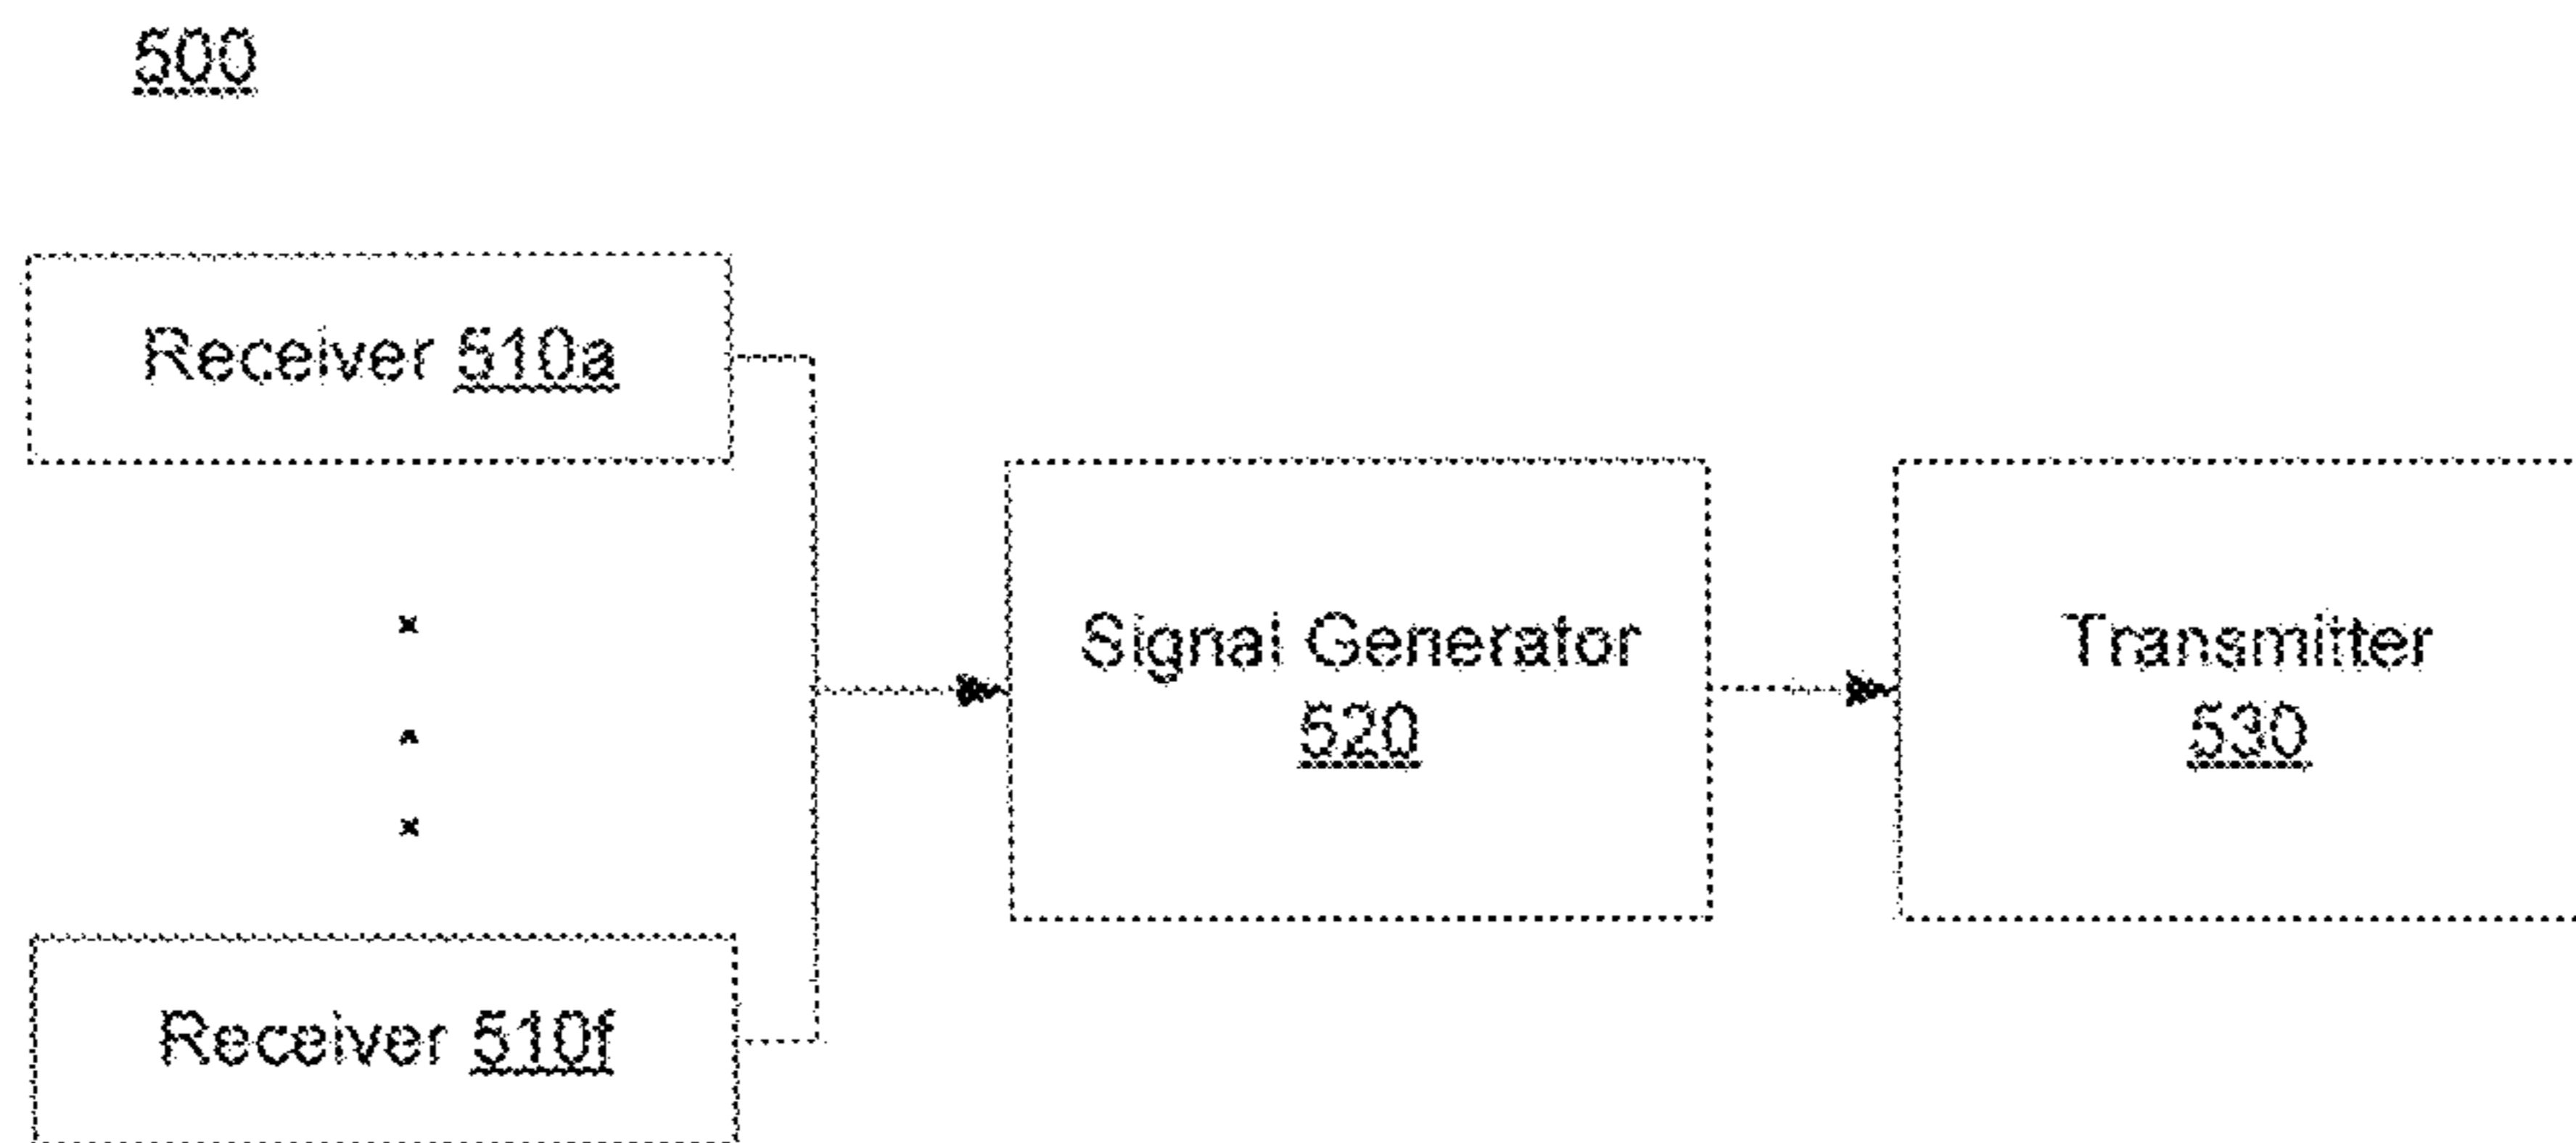 500
Receiver 510a
Signal Generator
520
Transmitter
530
Receiver 510f